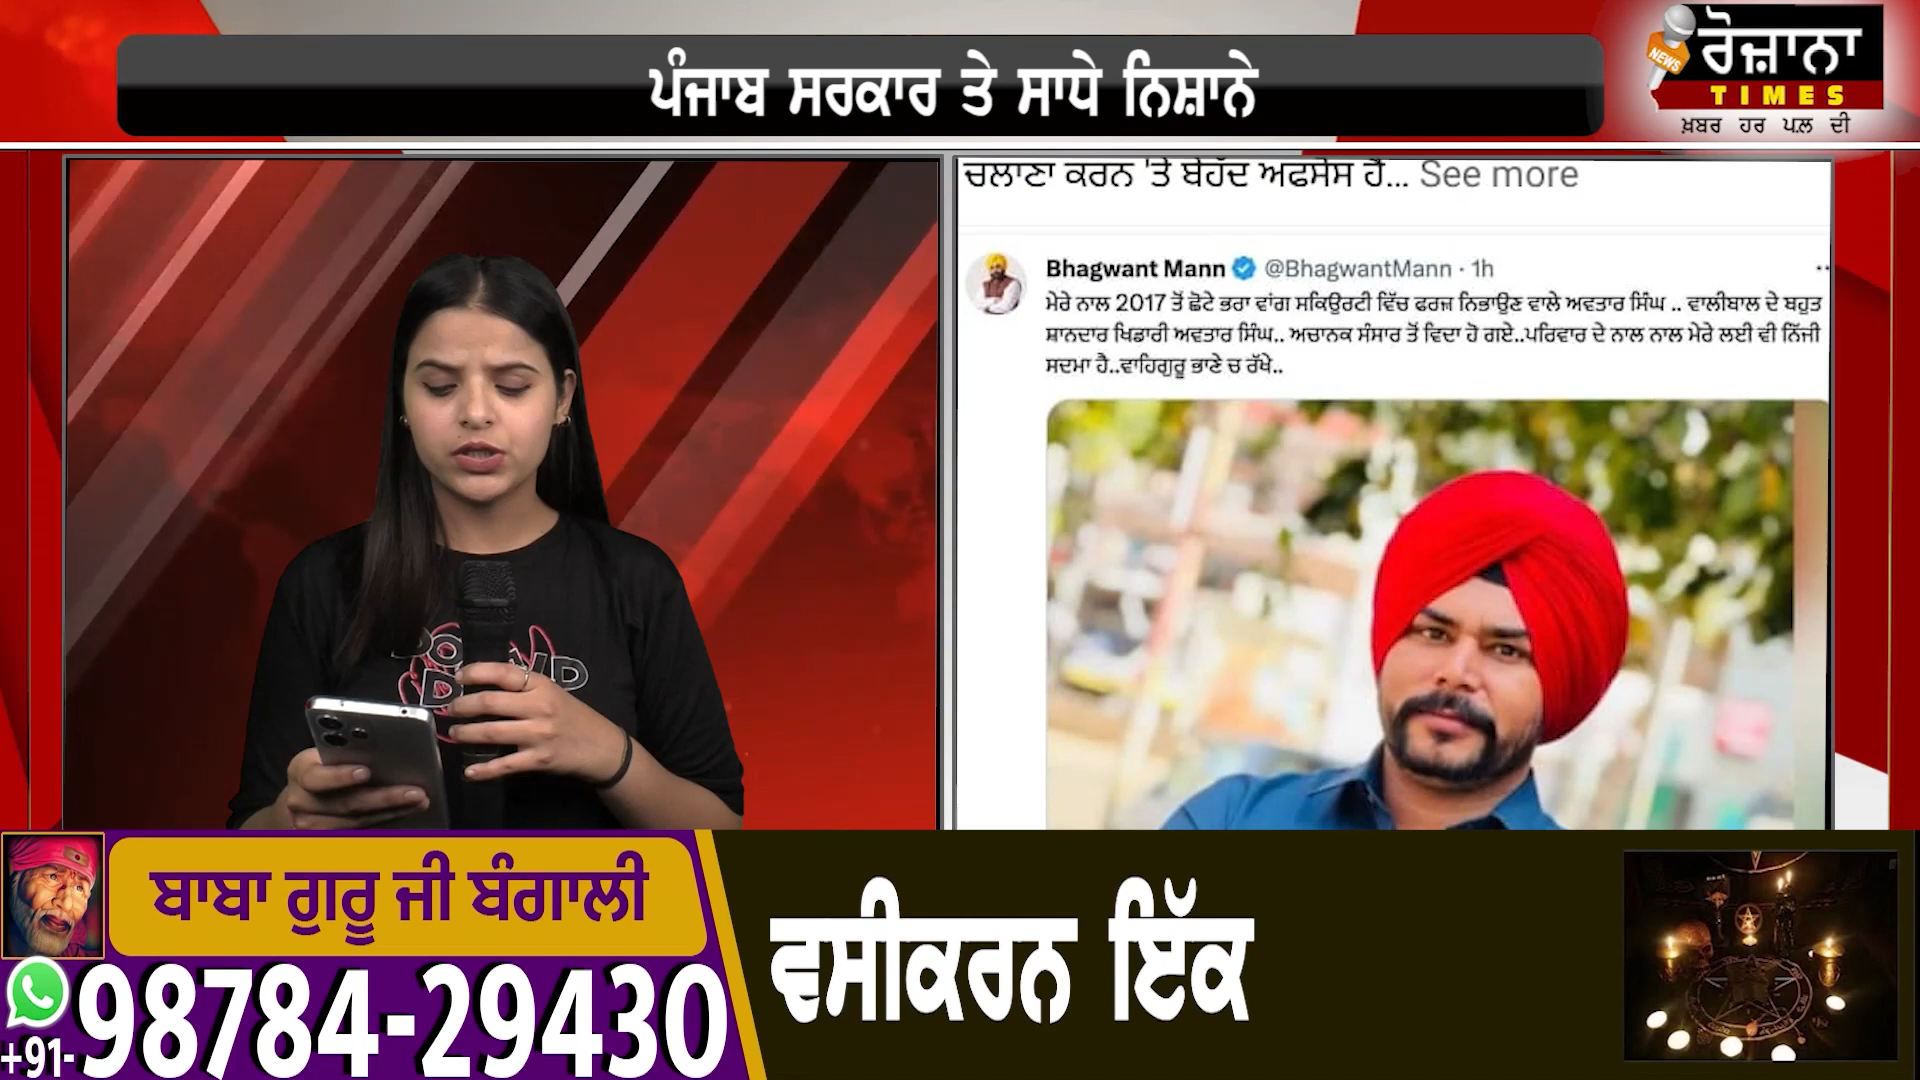 ਪੰਜਾਬ ਸਰਕਾਰ ਤੇ ਸਾਧੇ ਨਿਸ਼ਾਨੇ
NEWS
ਰੋਜ਼ਾਨਾ
TIMES
ਖ਼ਬਰ ਹਰ ਪਲ ਦੀ
ਚਲਾਣਾ ਕਰਨ 'ਤੇ ਬੇਹੱਦ ਅਫਸੋਸ ਹੈ... See more
Bhagwant Mann @BhagwantMann · 1h
ਮੇਰੇ ਨਾਲ 2017 ਤੋਂ ਛੋਟੇ ਭਰਾ ਵਾਂਗ ਸਕਿਉਰਟੀ ਵਿੱਚ ਫਰਜ਼ ਨਿਭਾਉਣ ਵਾਲੇ ਅਵਤਾਰ ਸਿੰਘ .. ਵਾਲੀਬਾਲ ਦੇ ਬਹੁਤ
ਸ਼ਾਨਦਾਰ ਖਿਡਾਰੀ ਅਵਤਾਰ ਸਿੰਘ.. ਅਚਾਨਕ ਸੰਸਾਰ ਤੋਂ ਵਿਦਾ ਹੋ ਗਏ..ਪਰਿਵਾਰ ਦੇ ਨਾਲ ਨਾਲ ਮੇਰੇ ਲਈ ਵੀ ਨਿੱਜੀ
ਸਦਮਾ ਹੈ..ਵਾਹਿਗੁਰੂ ਭਾਣੇ ਚ ਰੱਖੇ..
ਬਾਬਾ ਗੁਰੂ ਜੀ ਬੰਗਾਲੀ
+91-98784-29430
ਵਸੀਕਰਨ ਇੱਕ